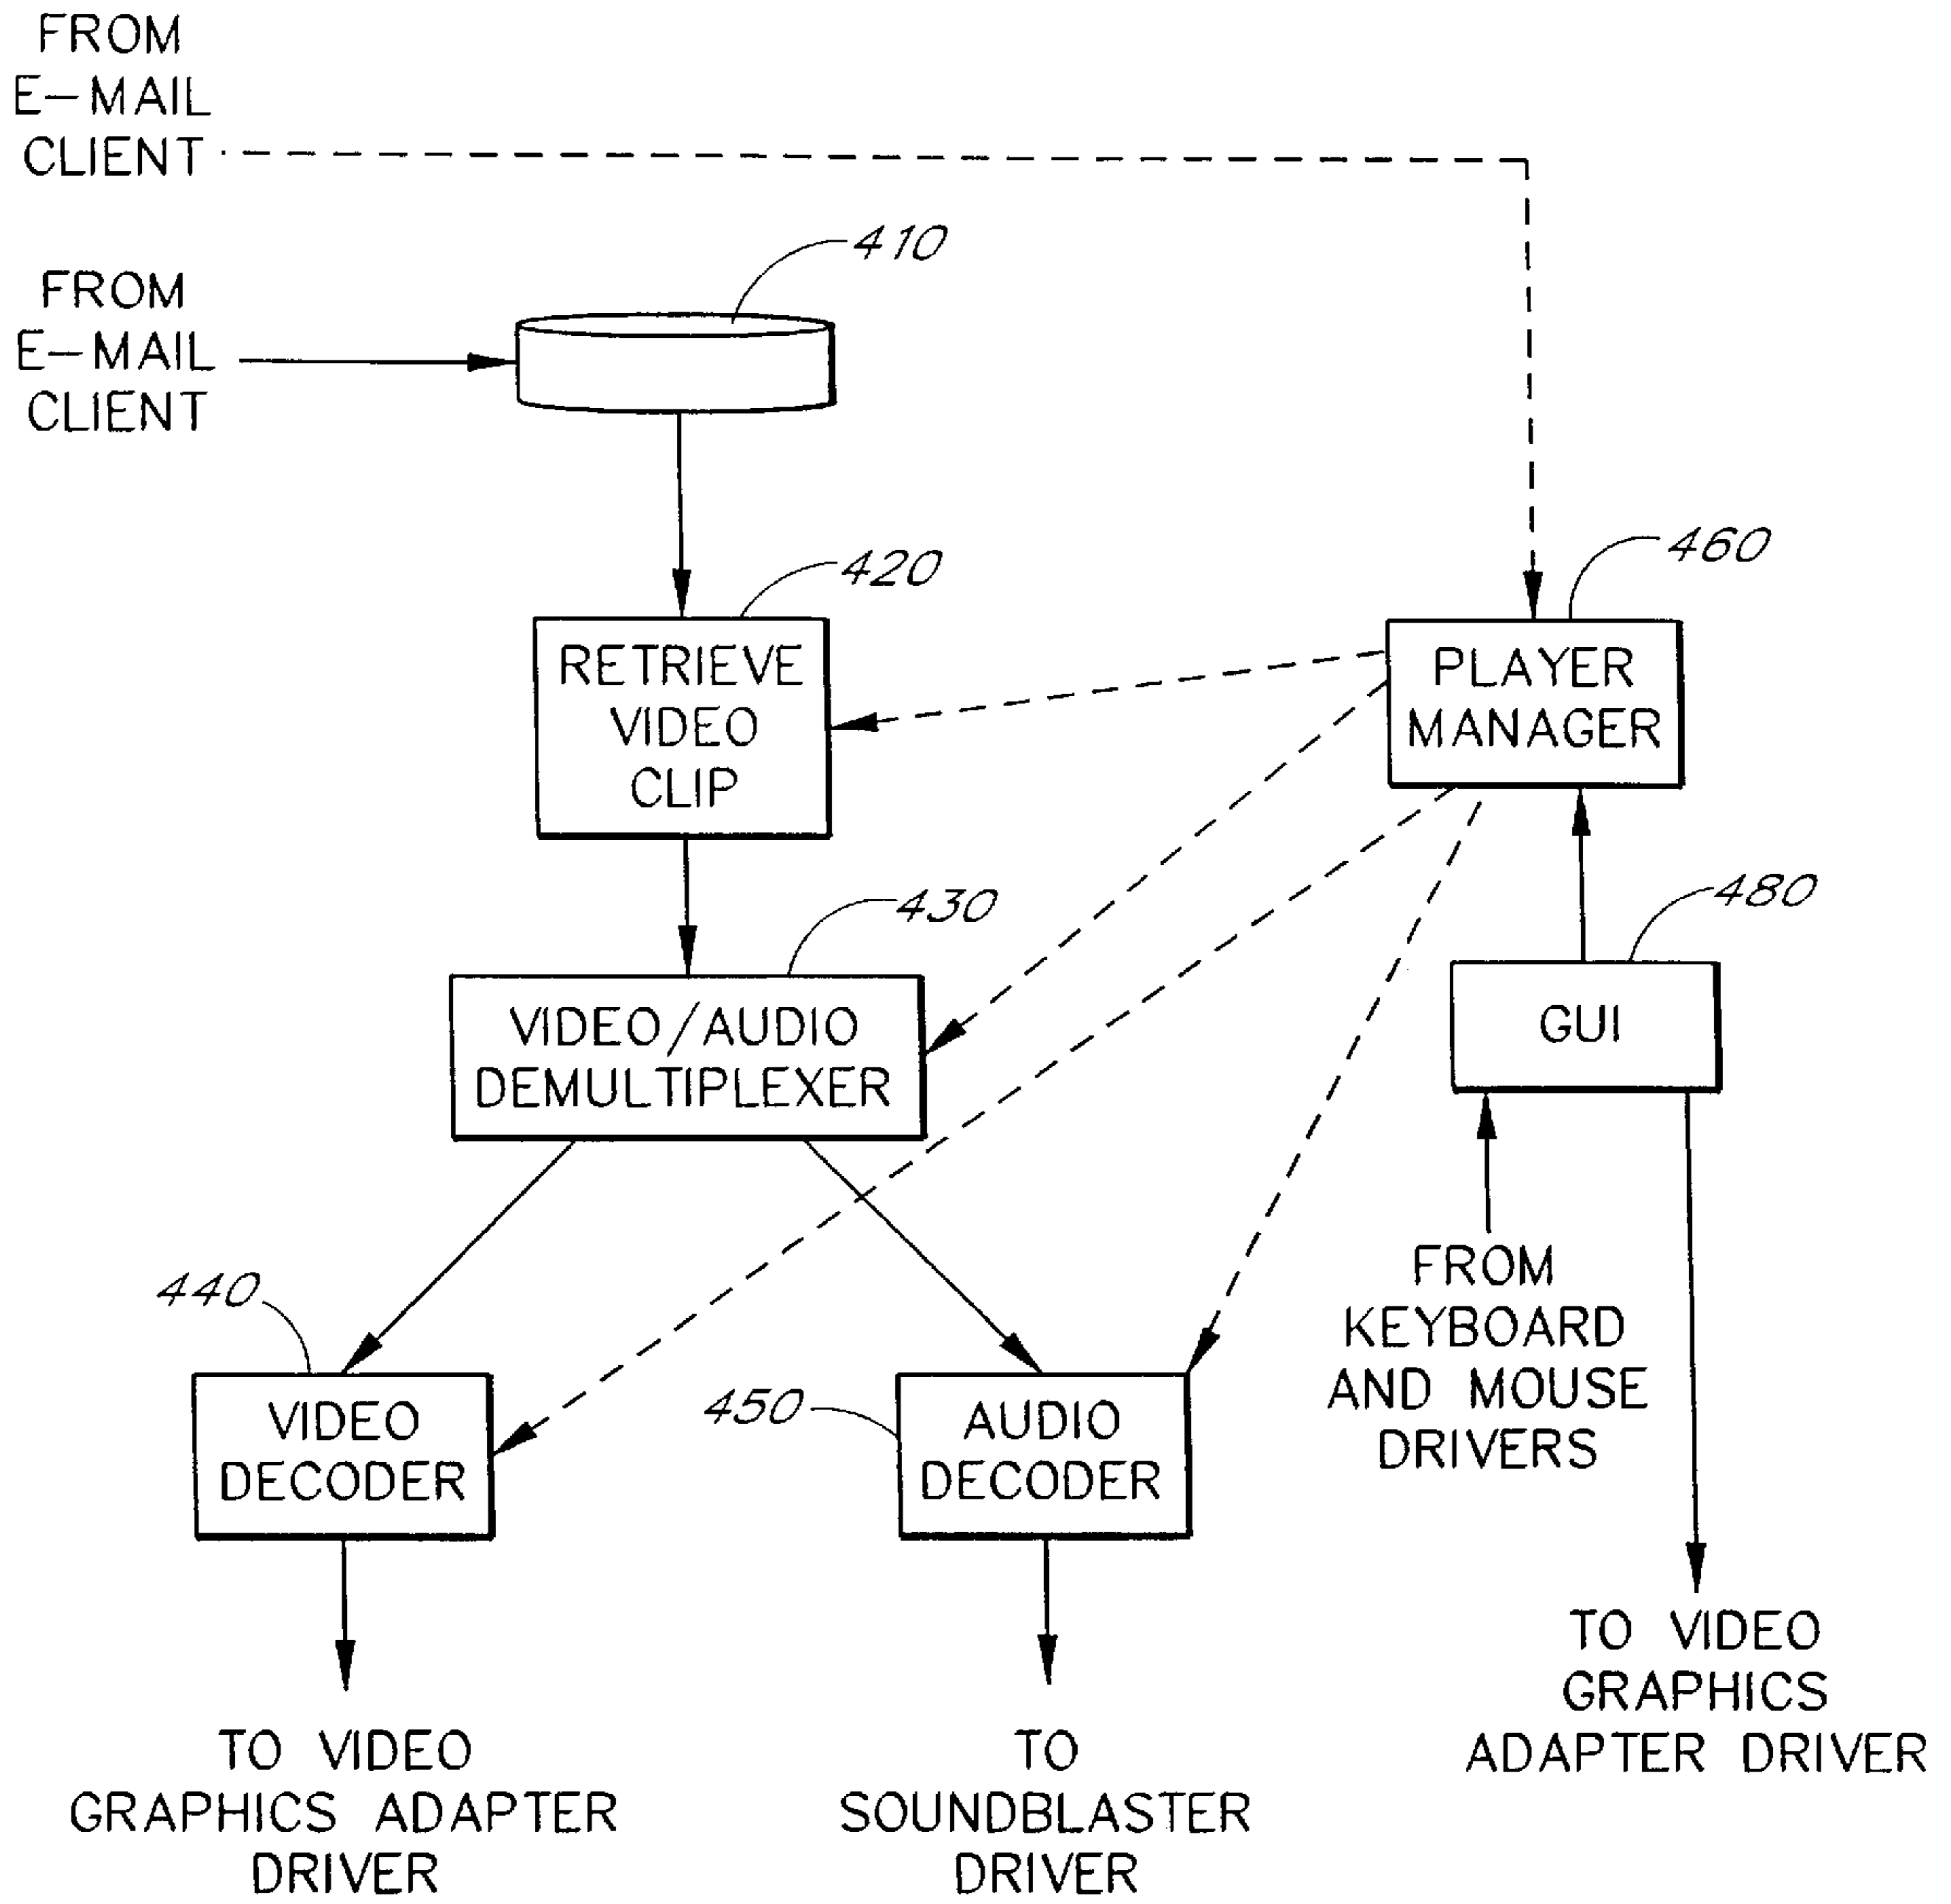 FROM
E-MAIL
CLIENT
410
FROM
E-MAIL
CLIENT
420
460
RETRIEVE
VIDEO
CLIP
PLAYER
MANAGER
430
480
VIDEO/AUDIO
DEMULTIPLEXER
GUI
440
450
VIDEO
DECODER
AUDIO
DECODER
FROM
KEYBOARD
AND MOUSE
DRIVERS
TO VIDEO
GRAPHICS ADAPTER
DRIVER
TO
SOUNDBLASTER
DRIVER
TO VIDEO
GRAPHICS
ADAPTER DRIVER